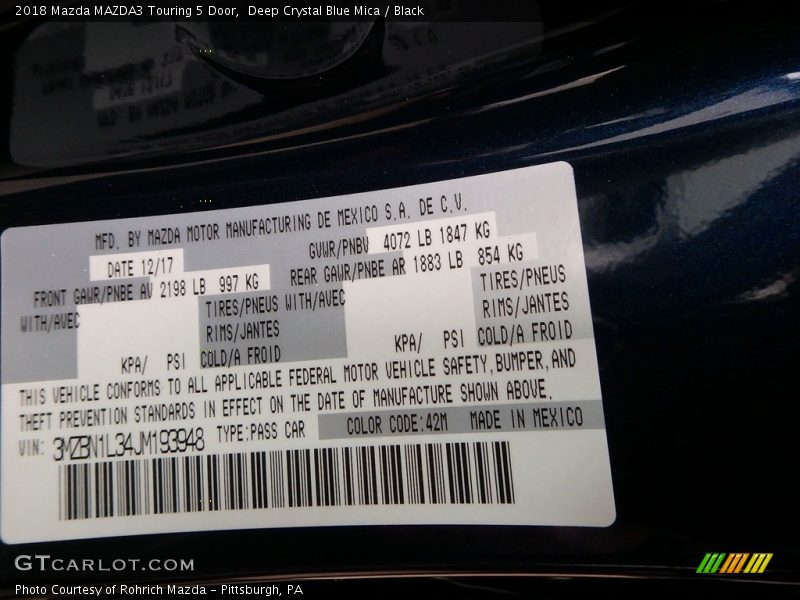 2018 Mazda MAZDA3 Touring 5 Door, Deep Crystal Blue Mica / Black
MFD. BY MAZDA MOTOR MANUFACTURING DE MEXICO S.A. DE C.V.
DATE 12/17 GVWR/PNBV 4072 LB 1847 KG
FRONT GAWR/PNBE AV 2198 LB 997 KG REAR GAWR/PNBE AR 1883 LB 854 KG
WITH/AVEC TIRES/PNEUS WITH/AVEC TIRES/PNEUS
RIMS/JANTES RIMS/JANTES
KPA/ PSI COLD/A FROID KPA/ PSI COLD/A FROID
THIS VEHICLE CONFORMS TO ALL APPLICABLE FEDERAL MOTOR VEHICLE SAFETY,BUMPER,AND
THEFT PREVENTION STANDARDS IN EFFECT ON THE DATE OF MANUFACTURE SHOWN ABOVE.
VIN: 3MZBN1L34JM193948 TYPE:PASS CAR COLOR CODE:42M MADE IN MEXICO
GTCARLOT.COM
Photo Courtesy of Rohrich Mazda - Pittsburgh, PA